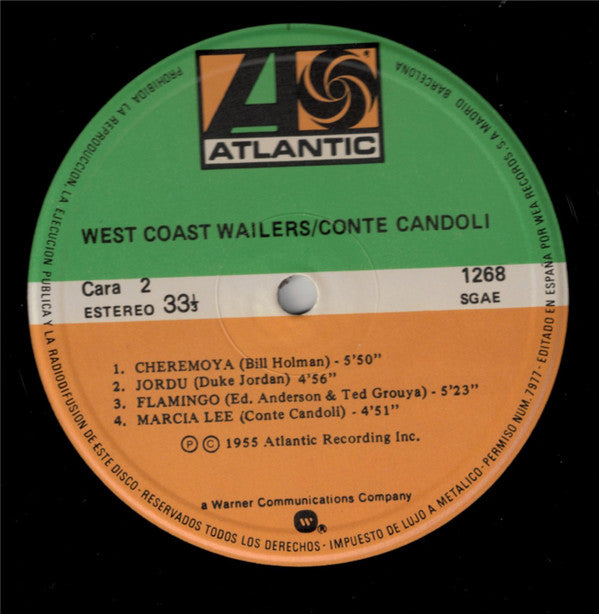 ATLANTIC
WEST COAST WAILERS/CONTE CANDOLI
Cara 2
ESTEREO 33⅓
1268
SGAE
1. CHEREMOYA (Bill Holman) - 5'50"
2. JORDU (Duke Jordan) 4'56"
3. FLAMINGO (Ed. Anderson & Ted Grouya) - 5'23"
4. MARCIA LEE (Conte Candoli) - 4'51"
Ⓟ Ⓒ 1955 Atlantic Recording Inc.
a Warner Communications Company
W ®
PROHIBIDA LA REPRODUCCION, LA EJECUCION PUBLICA Y LA RADIODIFUSION DE ESTE DISCO - RESERVADOS TODOS LOS DERECHOS - IMPUESTO DE LUJO A METALICO - PERMISO NUM. 7977 - EDITADO EN ESPAÑA POR WEA RECORDS, S. A MADRID BARCELONA